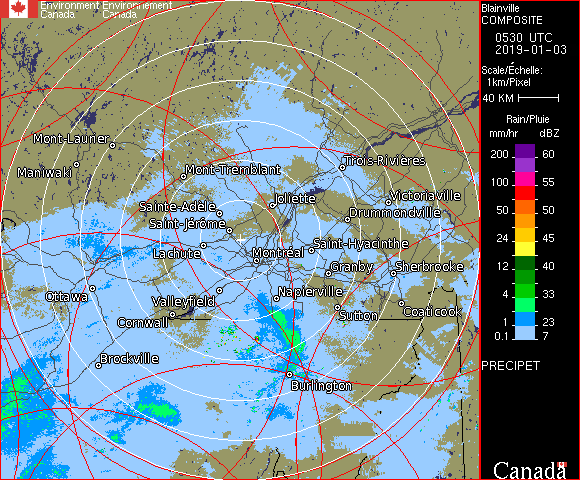 Environment Environnement
Canada Canada
Mont-Laurier
Maniwaki
Mont-Tremblant
Trois-Rivières
Sainte-Adèle
Joliette
Victoriaville
Drummondville
Saint-Jérôme
Saint-Hyacinthe
Lachute
Montréal
Granby
Sherbrooke
Ottawa
Valleyfield
Napierville
Cornwall
Sutton
Coaticook
Brockville
Burlington
Blainville
COMPOSITE
0530 UTC
2019-01-03
Scale/Échelle:
1km/Pixel
40 KM
Rain/Pluie
mm/hr dBZ
200 60
100 55
50 50
24 45
12 40
4 33
1 23
0.1 7
PRECIPET
Canada